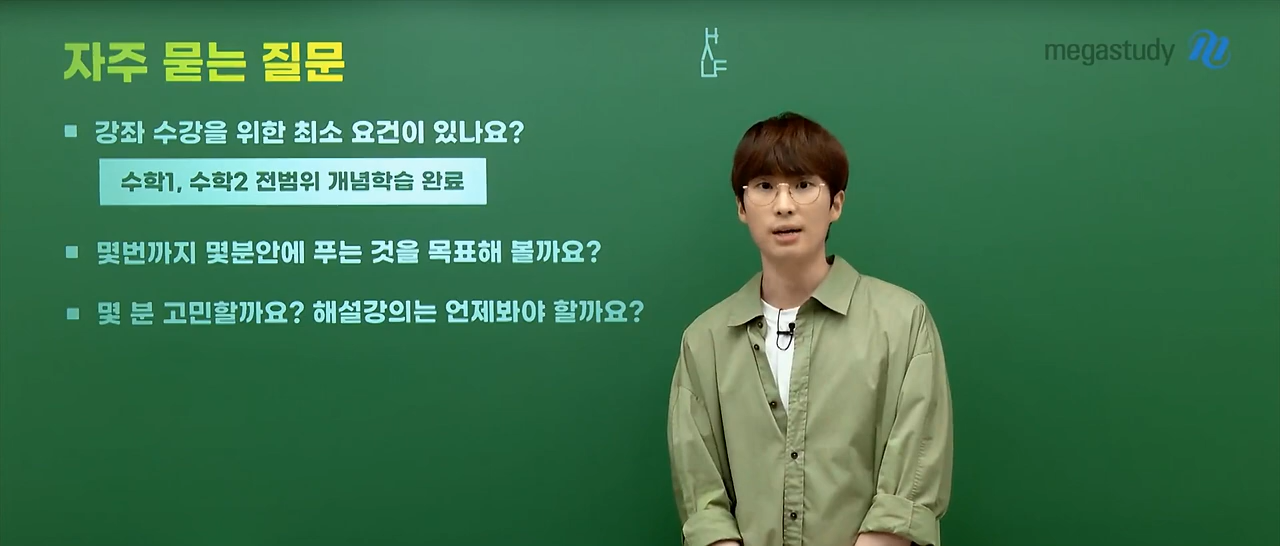 자주 묻는 질문
megastudy
강좌 수강을 위한 최소 요건이 있나요?
수학1, 수학2 전범위 개념학습 완료
몇번까지 몇분안에 푸는 것을 목표해 볼까요?
몇 분 고민할까요? 해설강의는 언제봐야 할까요?